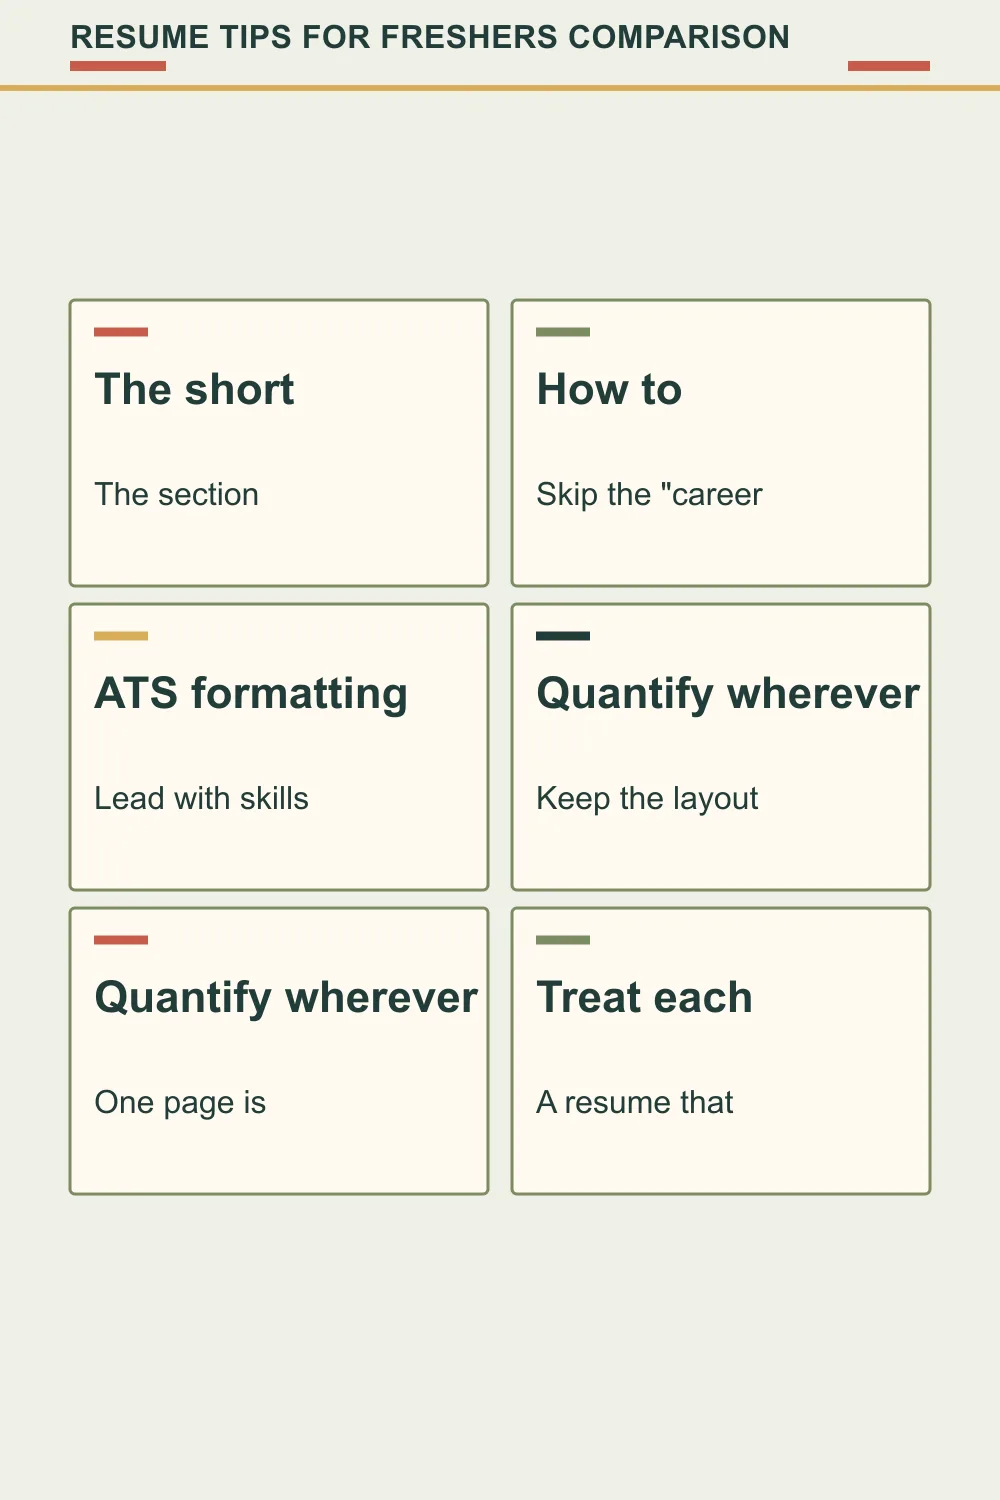 RESUME TIPS FOR FRESHERS COMPARISON
The short
The section
How to
Skip the "career
ATS formatting
Lead with skills
Quantify wherever
Keep the layout
Quantify wherever
One page is
Treat each
A resume that